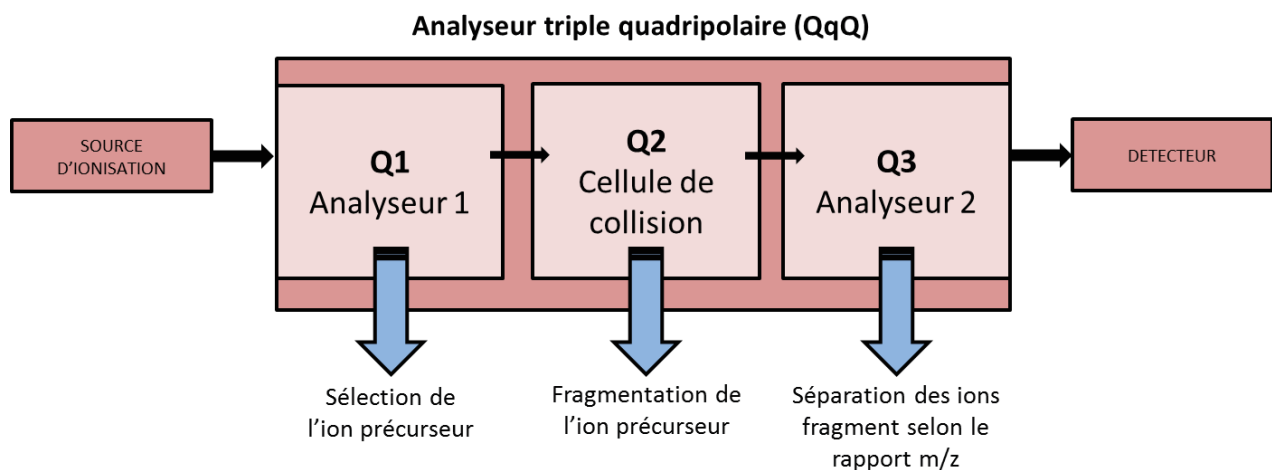 Analyseur triple quadripolaire (QqQ)
SOURCE
D'IONISATION
Q1
Analyseur 1
Q2
Cellule de
collision
Q3
Analyseur 2
DETECTEUR
Sélection de
l'ion précurseur
Fragmentation de
l'ion précurseur
Séparation des ions
fragment selon le
rapport m/z